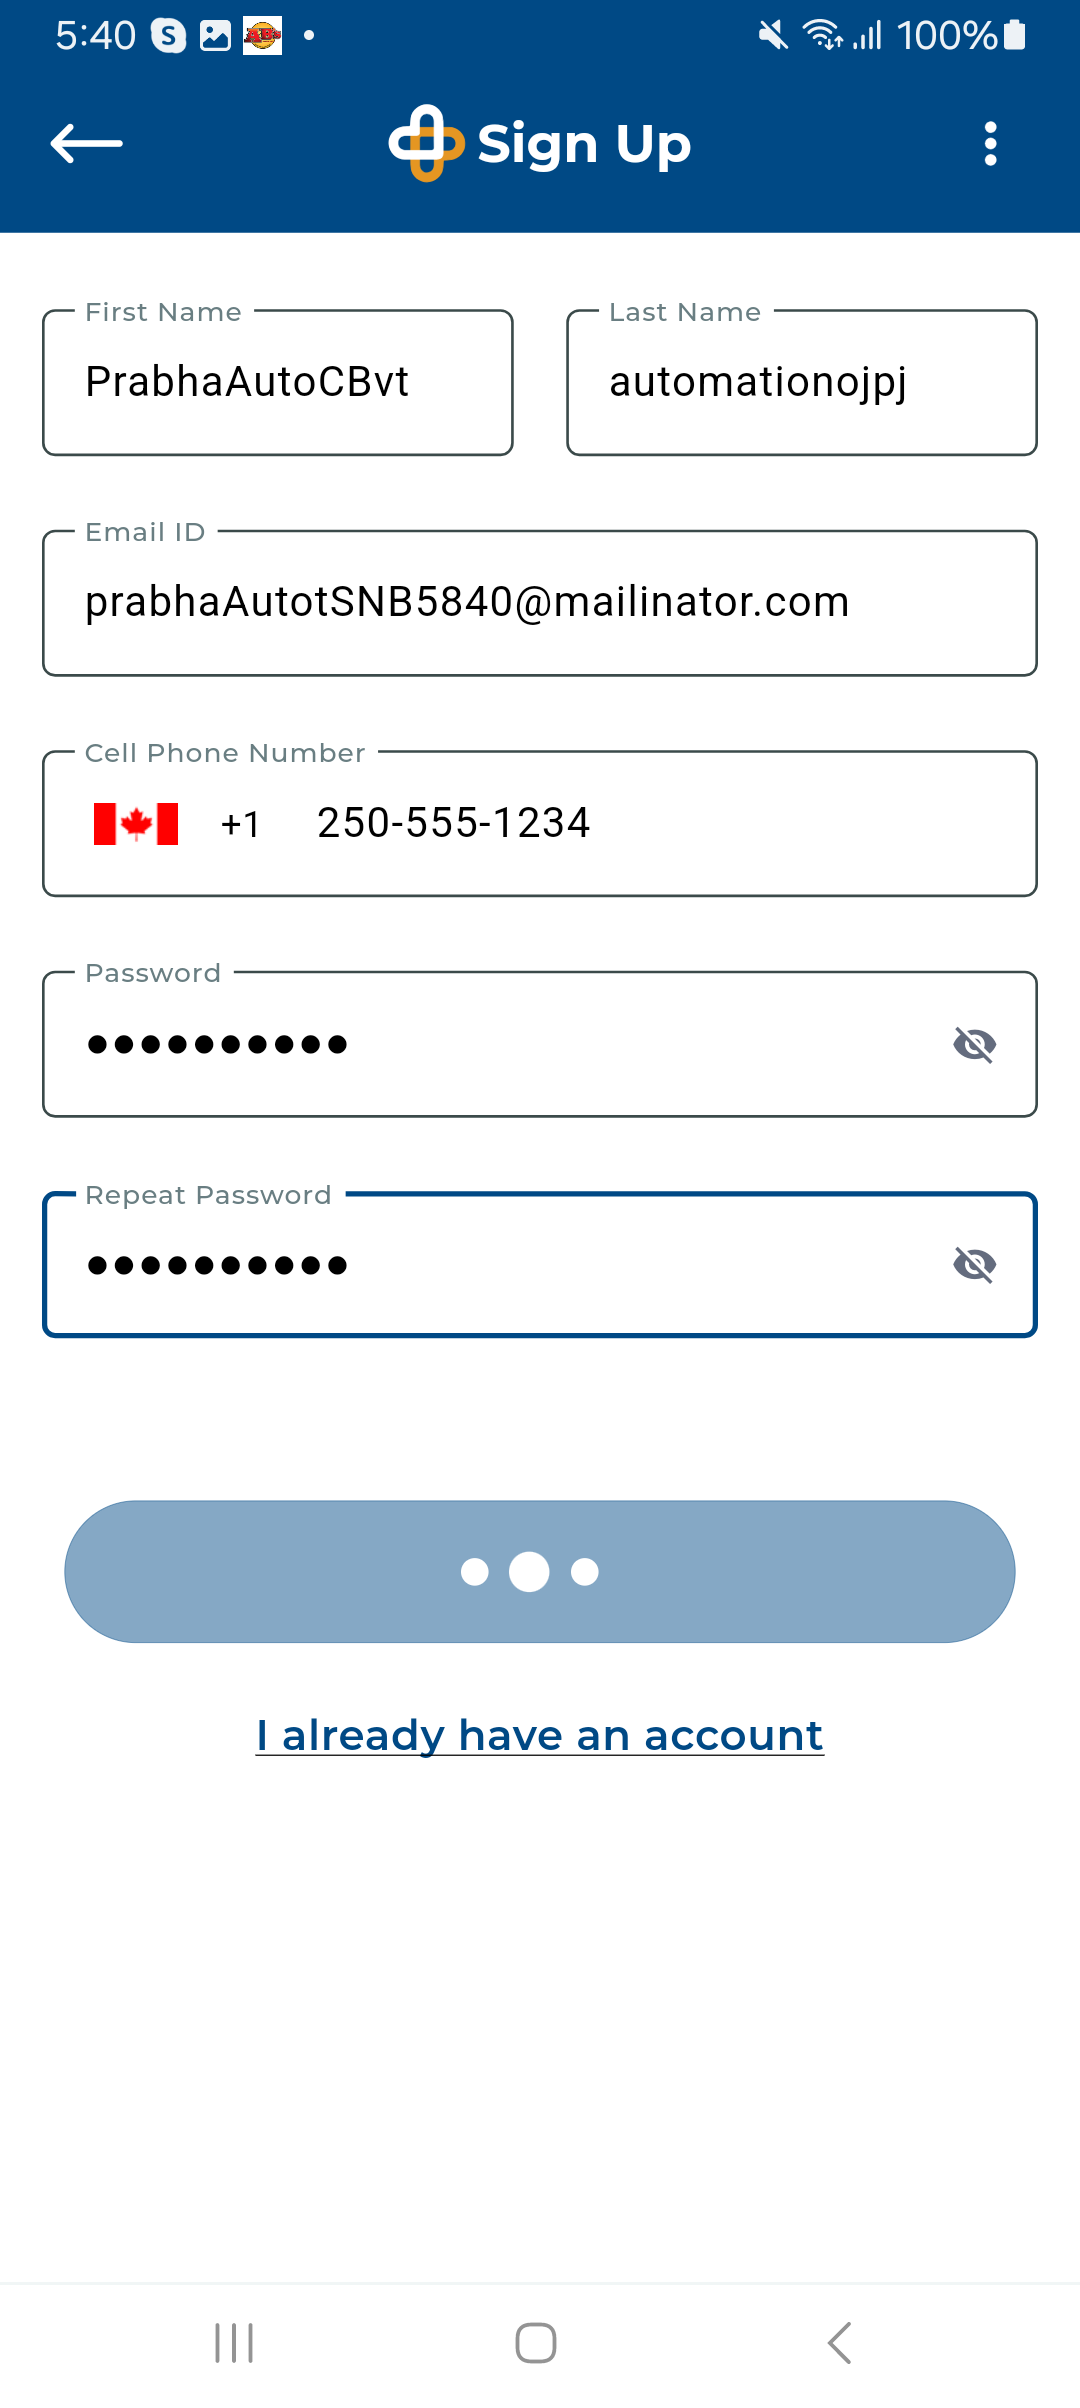 5:40 100%
Sign Up
First Name Last Name
PrabhaAutoCBvt automationojpj
Email ID
prabhaAutotSNB5840@mailinator.com
Cell Phone Number
+1 250-555-1234
Password
••••••••••
Repeat Password
••••••••••
I already have an account